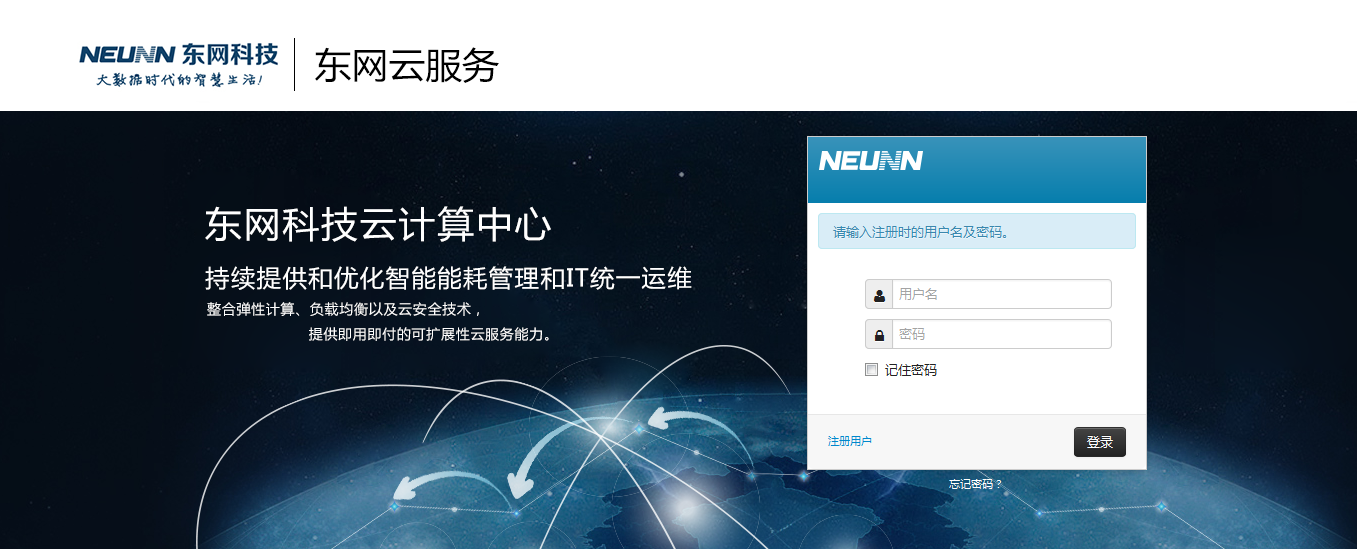 NEUNN 东网科技
大数据时代的智慧生活!
东网云服务
东网科技云计算中心
持续提供和优化智能能耗管理和IT统一运维
整合弹性计算、负载均衡以及云安全技术，
提供即用即付的可扩展性云服务能力。
NEUNN
请输入注册时的用户名及密码。
用户名
密码
记住密码
注册用户
登录
忘记密码？